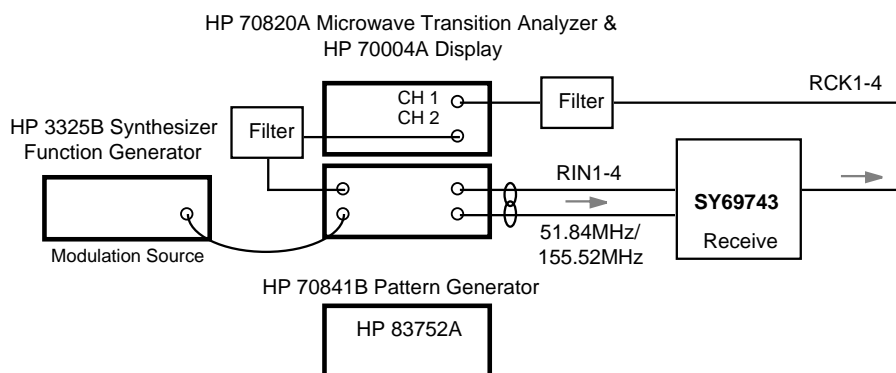 HP 70820A Microwave Transition Analyzer &
HP 70004A Display
CH 1
CH 2
Filter
RCK1-4
HP 3325B Synthesizer
Function Generator
Filter
Modulation Source
RIN1-4
51.84MHz/
155.52MHz
SY69743
Receive
HP 70841B Pattern Generator
HP 83752A